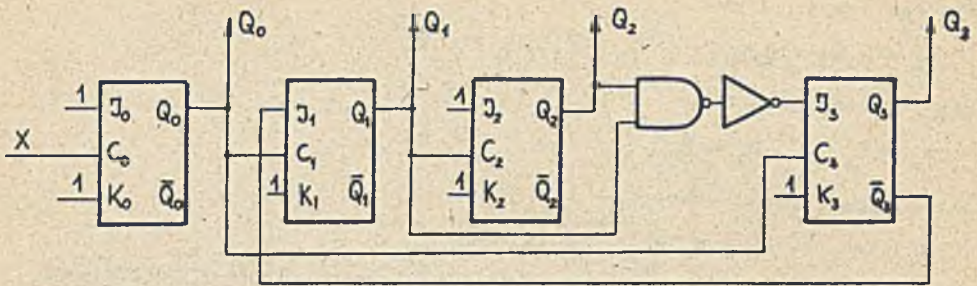 Q₀ Q₁ Q₂ Q₃
1 J₀ Q₀ J₁ Q₁ 1 J₂ Q₂ J₃ Q₃
X C₀ C₁ C₂ C₃
1 K₀ Q̄₀ 1 K₁ Q̄₁ 1 K₂ Q̄₂ 1 K₃ Q̄₃